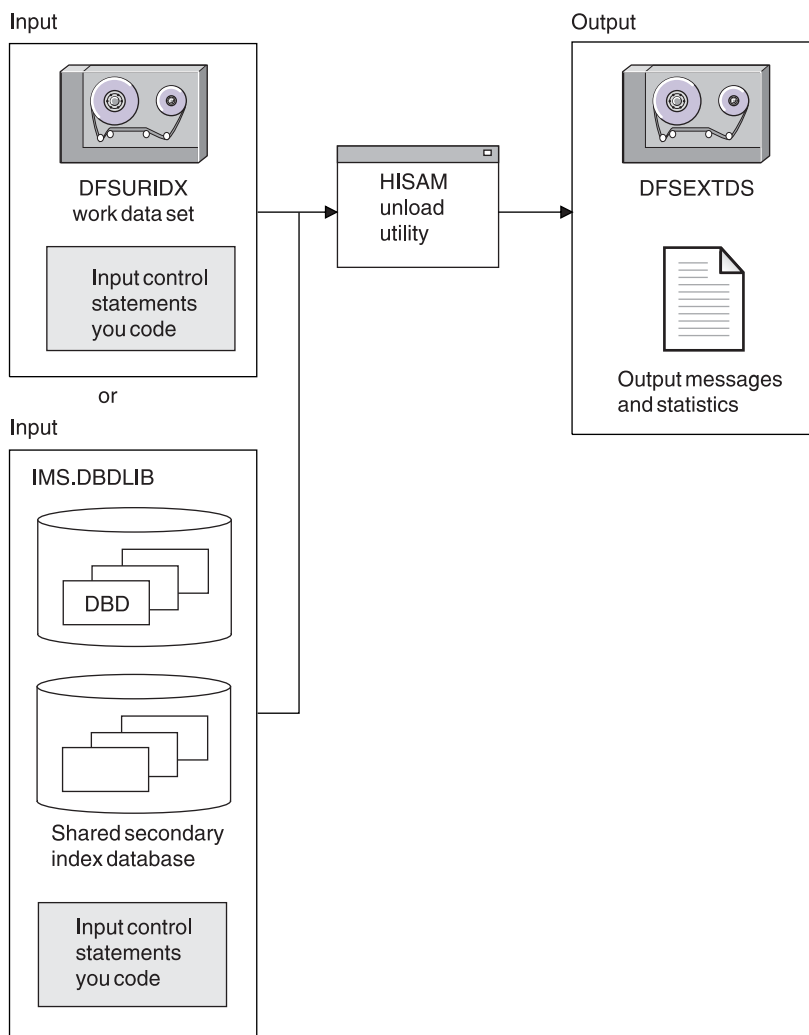 Input
DFSURIDX
work data set
Input control
statements
you code
or
Input
IMS.DBDLIB
DBD
Shared secondary
index database
Input control
statements
you code
HISAM
unload
utility
Output
DFSEXTDS
Output messages
and statistics